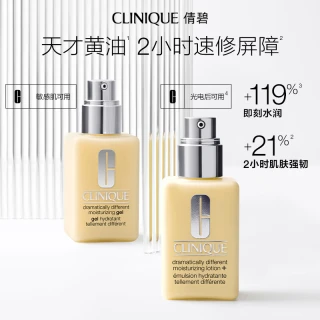 CLINIQUE 倩碧
天才黄油¹ 2小时速修屏障²
敏感肌可用
光电后可用⁴
+119%³
即刻水润
+21%²
2小时肌肤强韧
CLINIQUE
dramatically different
moisturizing gel
gel hydratant
tellement différent
CLINIQUE
dramatically different
moisturizing lotion +
émulsion hydratante
tellement différente